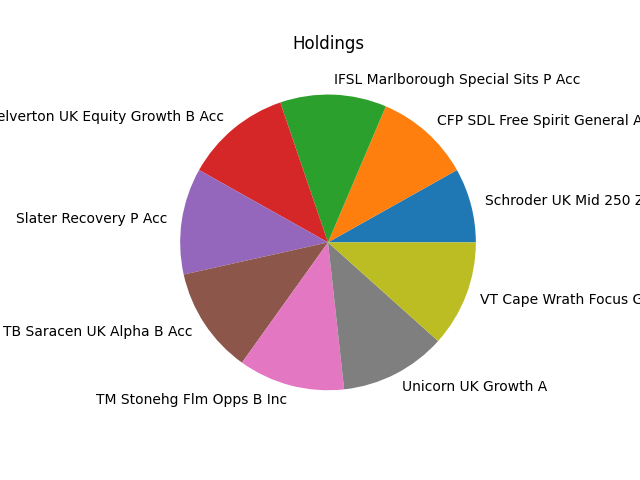 Holdings
IFSL Marlborough Special Sits P Acc
elverton UK Equity Growth B Acc
CFP SDL Free Spirit General A
Schroder UK Mid 250 Z
Slater Recovery P Acc
VT Cape Wrath Focus G
TB Saracen UK Alpha B Acc
Unicorn UK Growth A
TM Stonehg Flm Opps B Inc